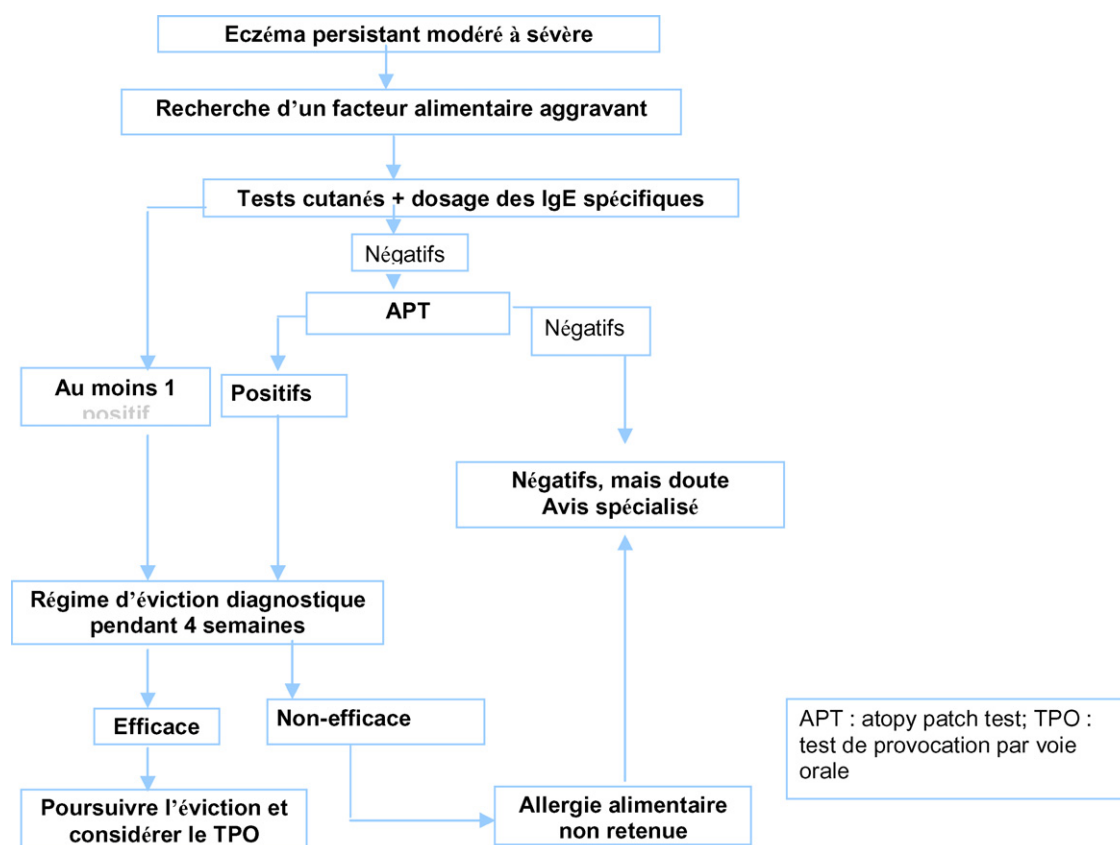 Eczéma persistant modéré à sévère
Recherche d'un facteur alimentaire aggravant
Tests cutanés + dosage des IgE spécifiques
Négatifs
APT
Négatifs
Au moins 1
positif
Positifs
Négatifs, mais doute
Avis spécialisé
Régime d'éviction diagnostique
pendant 4 semaines
Efficace
Non-efficace
APT : atopy patch test; TPO :
test de provocation par voie
orale
Poursuivre l'éviction et
considérer le TPO
Allergie alimentaire
non retenue